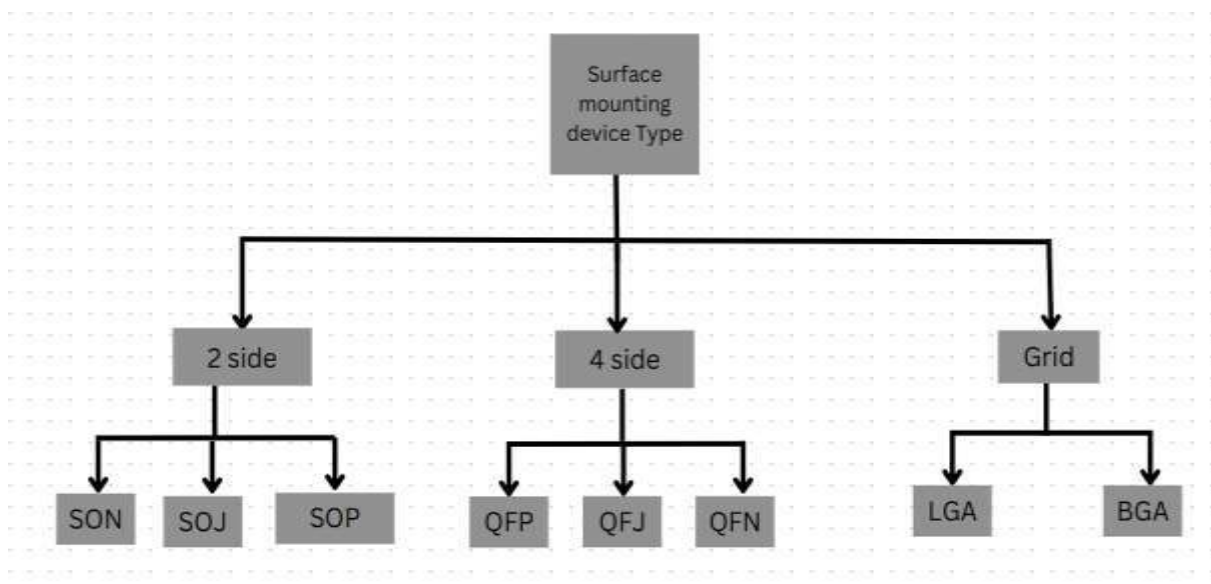 Surface
mounting
device Type
2 side
4 side
Grid
SON
SOJ
SOP
QFP
QFJ
QFN
LGA
BGA